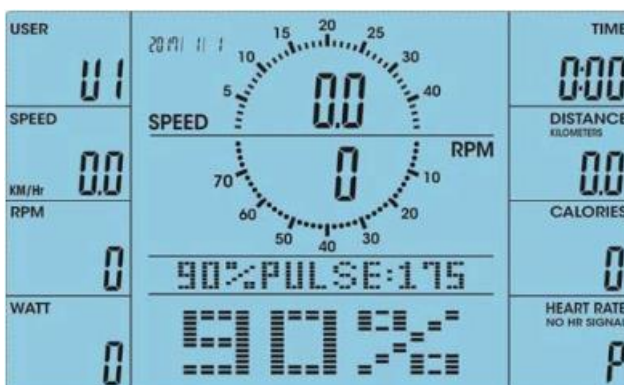 USER
U1
SPEED
0.0
KM/Hr
RPM
0
WATT
0
2017/ 1/ 1
5 10 15 20 25 30 40
SPEED
0.0
RPM
0
70 60 50 40 30 20 10
90%PULSE:175
90%
TIME
0:00
DISTANCE
KILOMETERS
0.0
CALORIES
0
HEART RATE
NO HR SIGNAL
P